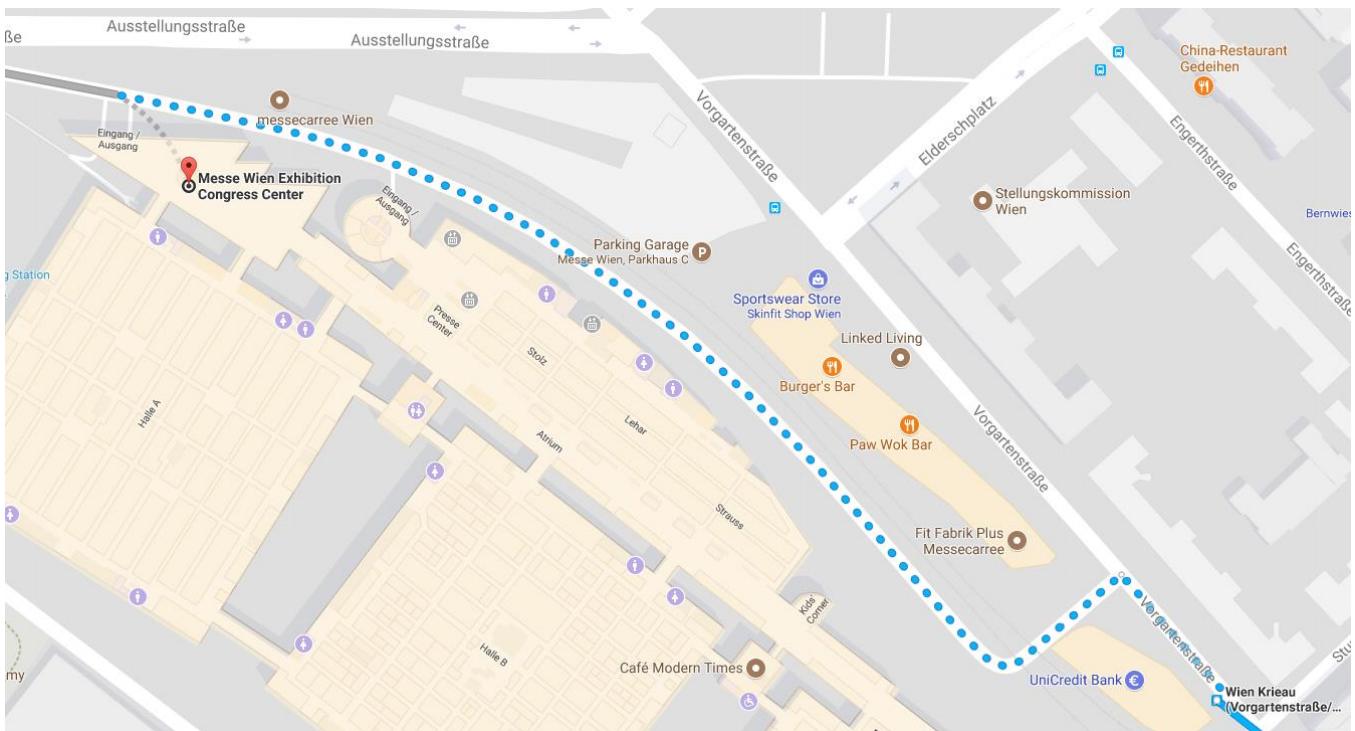 Ausstellungsstraße
Ausstellungsstraße
ße
messecarree Wien
Eingang /
Ausgang
Messe Wien Exhibition
Congress Center
Eingang /
Ausgang
Vorgartenstraße
Elderschplatz
China-Restaurant
Gedeihen
Engerthstraße
Stellungskommission
Wien
Bernwies
Engerthstraße
Parking Garage
Messe Wien, Parkhaus C
P
g Station
Sportswear Store
Skinfit Shop Wien
Linked Living
Presse
Center
Stolz
Burger's Bar
Halle A
Lehar
Atrium
Paw Wok Bar
Vorgartenstraße
Strauss
Fit Fabrik Plus
Messecarree
Kids'
Corner
Vorgartenstraße
Stu
Halle B
Café Modern Times
my
UniCredit Bank
€
Wien Krieau
(Vorgartenstraße/...